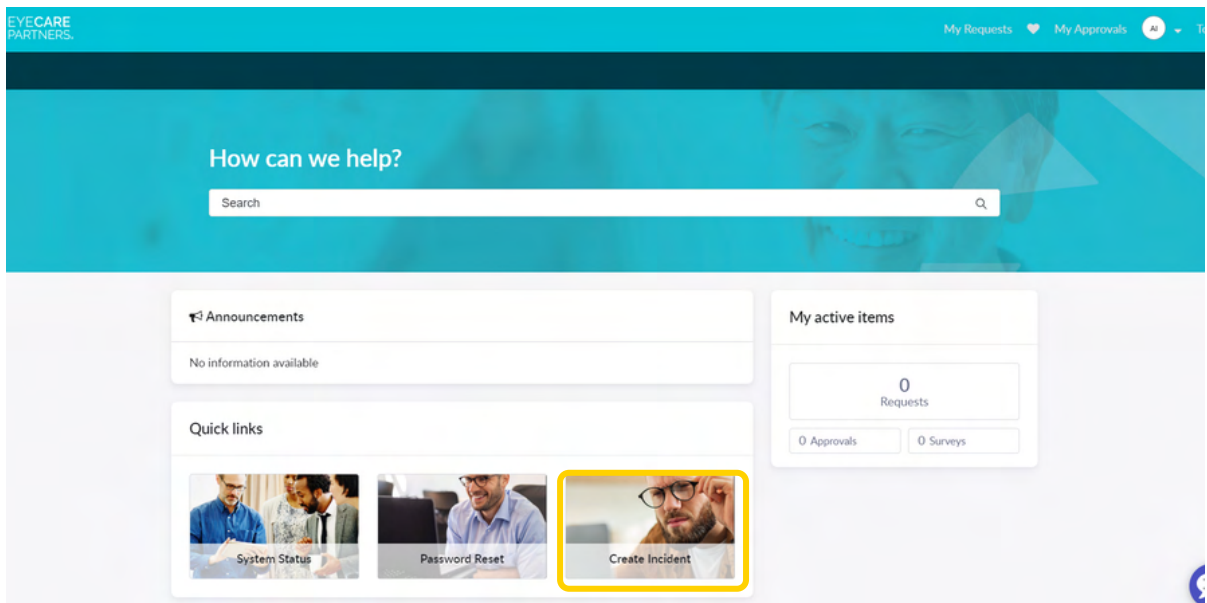 EYECARE
PARTNERS.
My Requests
My Approvals
AI
How can we help?
Search
Announcements
No information available
My active items
0
Requests
0 Approvals
0 Surveys
Quick links
System Status
Password Reset
Create Incident